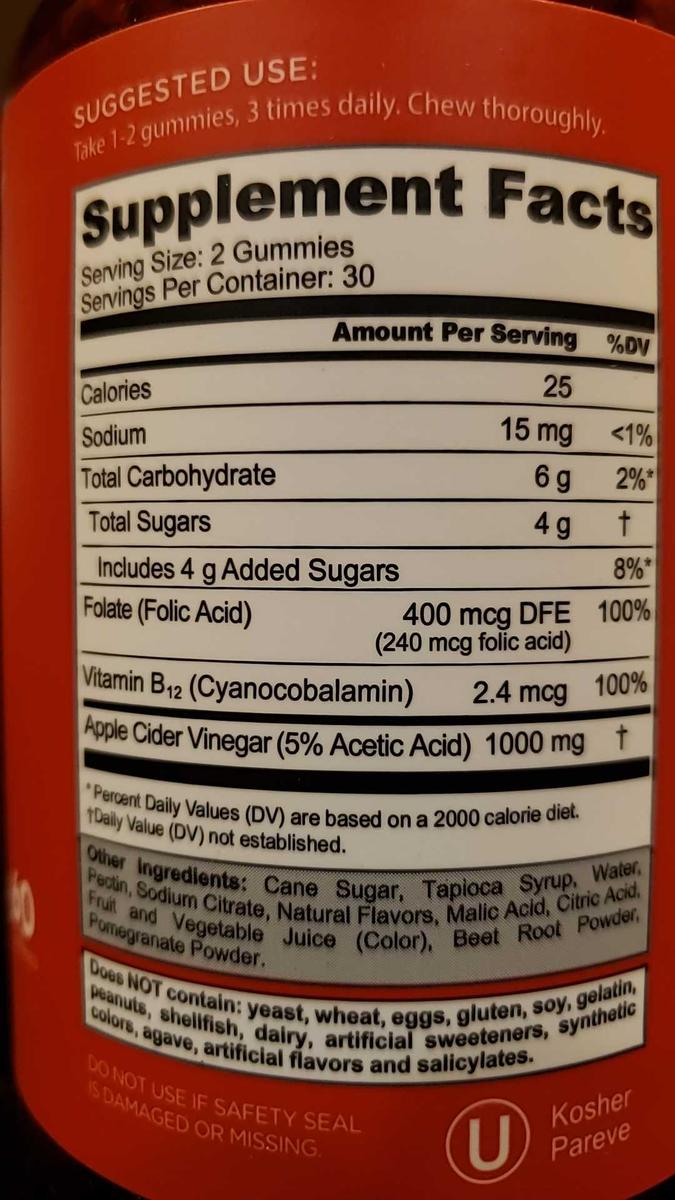 SUGGESTED USE:
Take 1-2 gummies, 3 times daily. Chew thoroughly.
Supplement Facts
Serving Size: 2 Gummies
Servings Per Container: 30
Amount Per Serving %DV
Calories 25
Sodium 15 mg <1%
Total Carbohydrate 6 g 2%*
Total Sugars 4 g †
Includes 4 g Added Sugars 8%*
Folate (Folic Acid) 400 mcg DFE 100%
(240 mcg folic acid)
Vitamin B12 (Cyanocobalamin) 2.4 mcg 100%
Apple Cider Vinegar (5% Acetic Acid) 1000 mg †
*Percent Daily Values (DV) are based on a 2000 calorie diet.
†Daily Value (DV) not established.
Other Ingredients: Cane Sugar, Tapioca Syrup, Water,
Pectin, Sodium Citrate, Natural Flavors, Malic Acid, Citric Acid,
Fruit and Vegetable Juice (Color), Beet Root Powder,
Pomegranate Powder.
Does NOT contain: yeast, wheat, eggs, gluten, soy, gelatin,
peanuts, shellfish, dairy, artificial sweeteners, synthetic
colors, agave, artificial flavors and salicylates.
DO NOT USE IF SAFETY SEAL
IS DAMAGED OR MISSING.
U
Kosher
Pareve